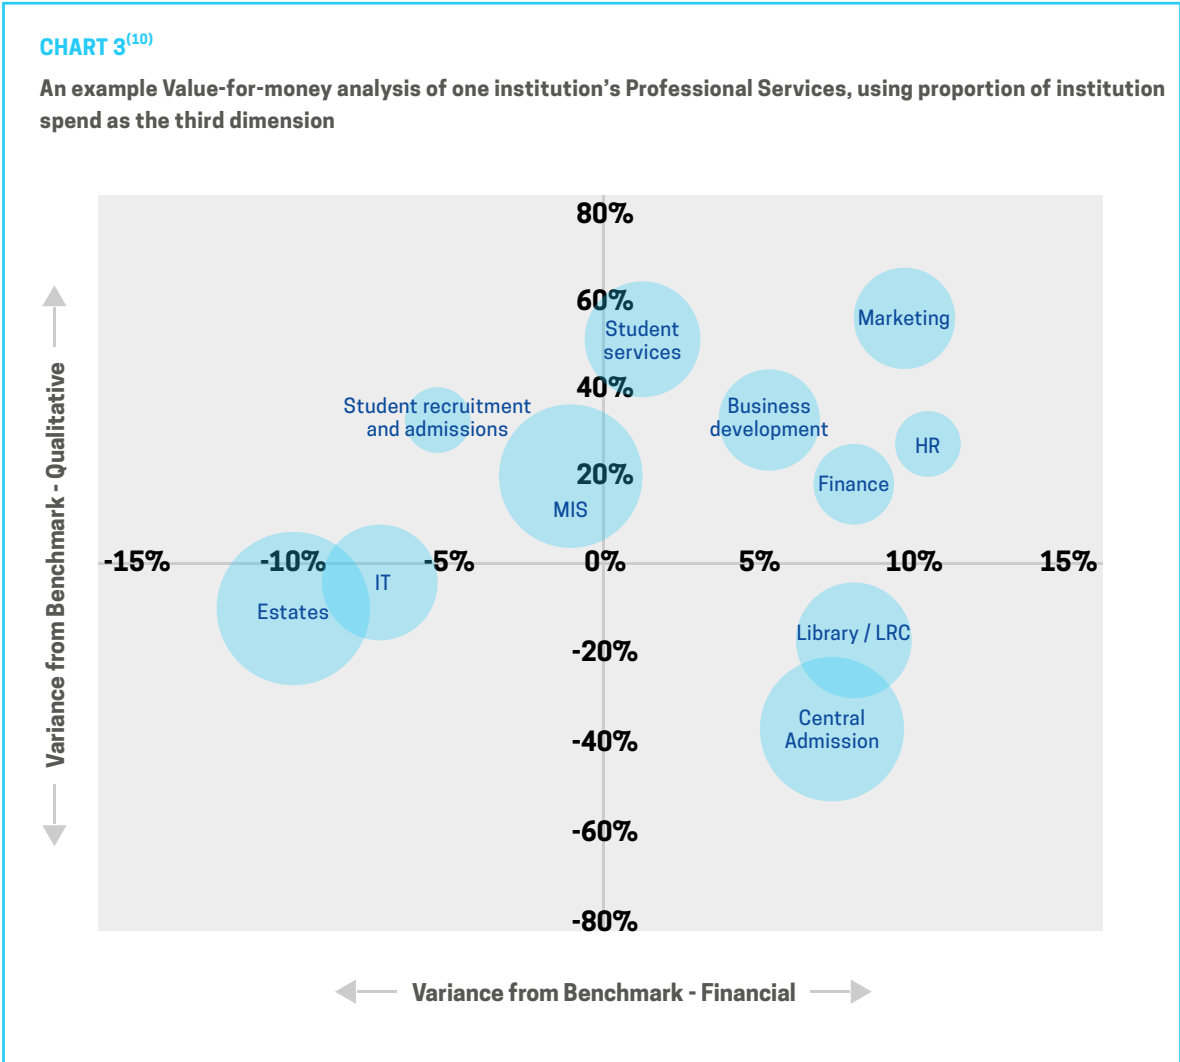 CHART 3(10)
An example Value-for-money analysis of one institution's Professional Services, using proportion of institution
spend as the third dimension
80%
60%
Marketing
Student
services
40%
Student recruitment
and admissions
Business
development
HR
20%
Finance
MIS
-15%
-10%
-5%
0%
5%
10%
15%
IT
Estates
Library / LRC
-20%
Central
Admission
-40%
-60%
-80%
Variance from Benchmark - Qualitative
Variance from Benchmark - Financial